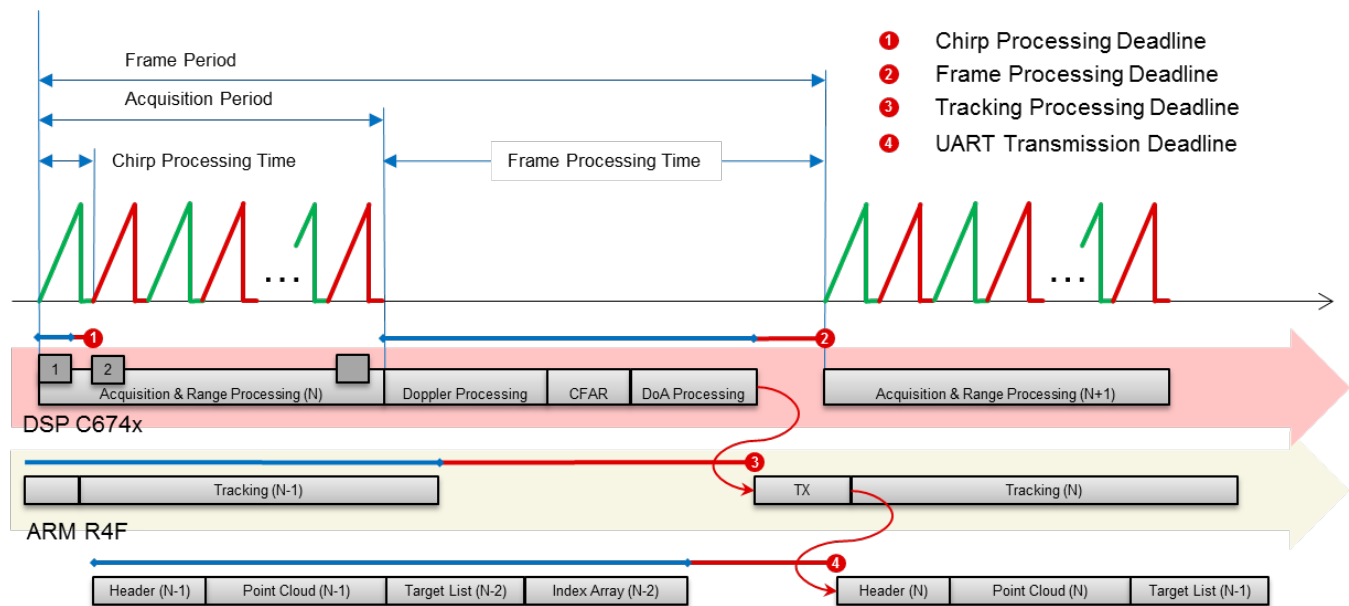 Frame Period
Acquisition Period
Chirp Processing Time
Frame Processing Time
1 Chirp Processing Deadline
2 Frame Processing Deadline
3 Tracking Processing Deadline
4 UART Transmission Deadline
...
...
1
2
1 2
Acquisition & Range Processing (N) Doppler Processing CFAR DoA Processing Acquisition & Range Processing (N+1)
DSP C674x
3
Tracking (N-1) TX Tracking (N)
ARM R4F
4
Header (N-1) Point Cloud (N-1) Target List (N-2) Index Array (N-2) Header (N) Point Cloud (N) Target List (N-1)